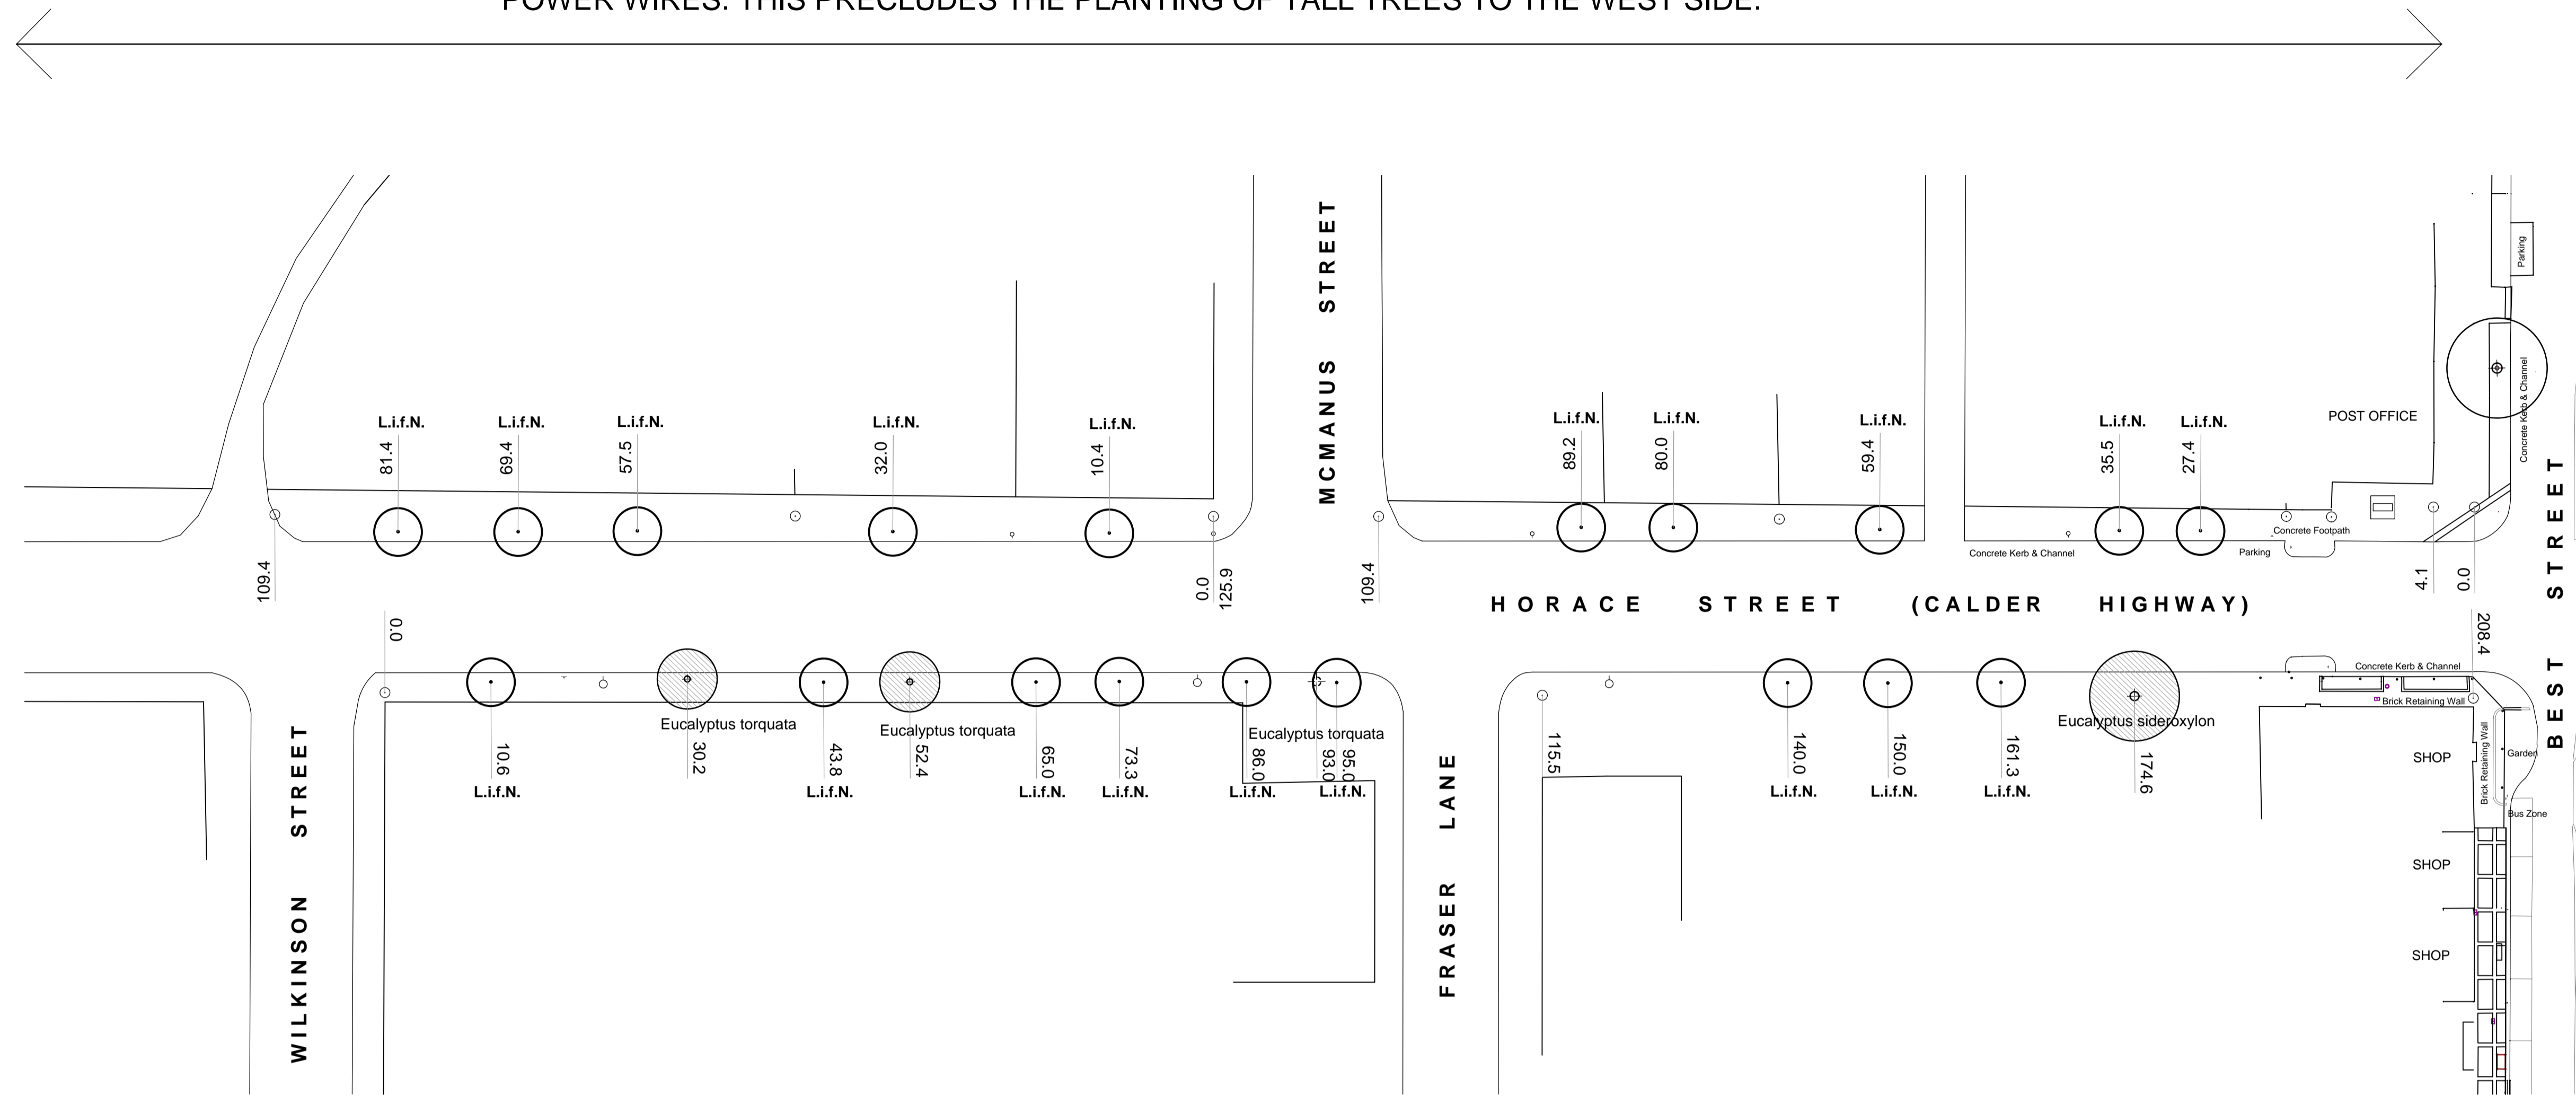 POWER WIRES. THIS PRECLUDES THE PLANTING OF TALL TREES TO THE WEST SIDE.
MCMANUS STREET
Parking
Concrete Kerb & Channel
POST OFFICE
L.i.f.N. L.i.f.N. L.i.f.N. L.i.f.N. L.i.f.N. L.i.f.N. L.i.f.N. L.i.f.N. L.i.f.N. L.i.f.N.
81.4 69.4 57.5 32.0 10.4 89.2 80.0 59.4 35.5 27.4
Concrete Footpath
Concrete Kerb & Channel
Parking
109.4 0.0 125.9 109.4 4.1 0.0
HORACE STREET (CALDER HIGHWAY)
BEST STREET
0.0 208.4
Concrete Kerb & Channel
Brick Retaining Wall
Eucalyptus torquata Eucalyptus torquata Eucalyptus torquata Eucalyptus sideroxylon
10.6 30.2 43.8 52.4 65.0 73.3 86.0 93.0 95.0 115.5 140.0 150.0 161.3 174.6
L.i.f.N. L.i.f.N. L.i.f.N. L.i.f.N. L.i.f.N. L.i.f.N. L.i.f.N. L.i.f.N. L.i.f.N.
SHOP
Brick Retaining Wall
Garden
Bus Zone
SHOP
SHOP
WILKINSON STREET
FRASER LANE